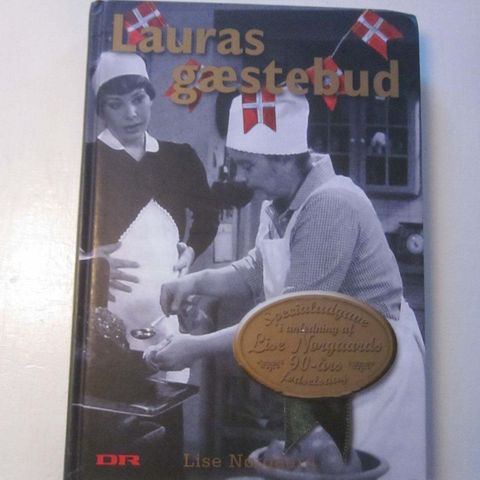 Lauras
gæstebud
Specialudgave
i anledning af
Lise Nørgaards
90-års
fødselsdag
DR
Lise Nørgaard